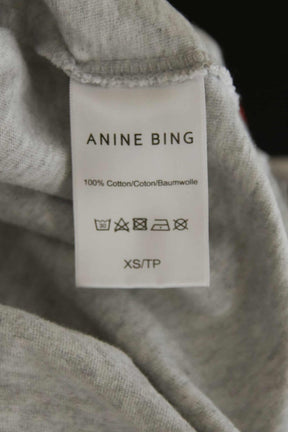 ANINE BING
100% Cotton/Coton/Baumwolle
XS/TP